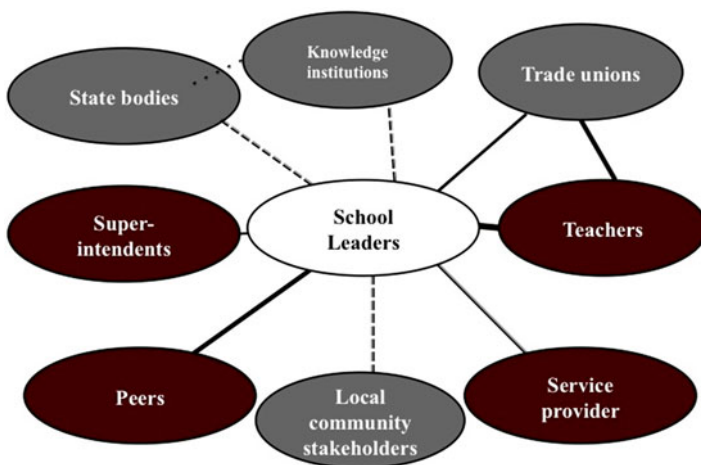 Knowledge
institutions
State bodies
Trade unions
Super-
intendents
School
Leaders
Teachers
Peers
Local
community
stakeholders
Service
provider